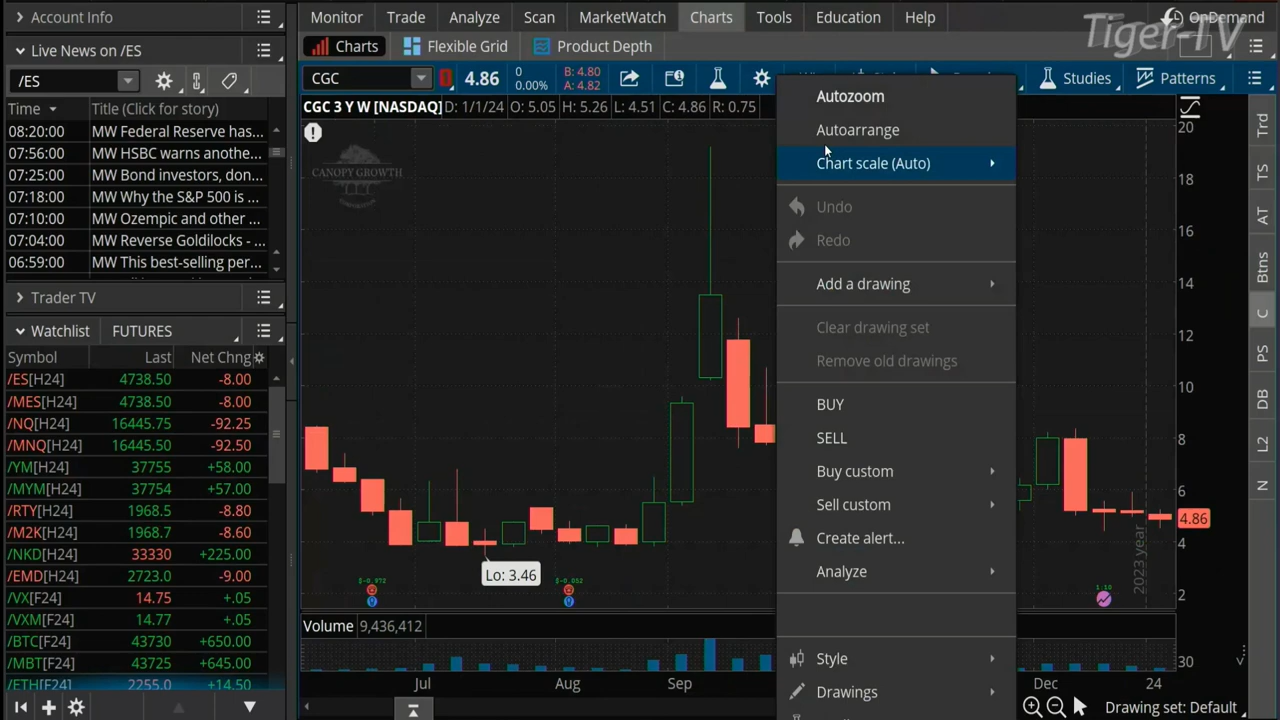 Account Info
Monitor
Trade
Analyze
Scan
MarketWatch
Charts
Tools
Education
Help
OnDemand
Tiger-TV
Live News on /ES
Charts
Flexible Grid
Product Depth
/ES
CGC
4.86
0
0.00%
B: 4.80
A: 4.82
Studies
Patterns
Time
Title (Click for story)
CGC 3 Y W [NASDAQ]
D: 1/1/24
O: 5.05
H: 5.26
L: 4.51
C: 4.86
R: 0.75
08:20:00 MW Federal Reserve has...
07:56:00 MW HSBC warns anothe...
07:25:00 MW Bond investors, don...
07:18:00 MW Why the S&P 500 is ...
07:10:00 MW Ozempic and other ...
07:04:00 MW Reverse Goldilocks - ...
06:59:00 MW This best-selling per...
Trader TV
Watchlist
FUTURES
Symbol Last Net Chng
/ES[H24] 4738.50 -8.00
/MES[H24] 4738.50 -8.00
/NQ[H24] 16445.75 -92.25
/MNQ[H24] 16445.50 -92.50
/YM[H24] 37755 +58.00
/MYM[H24] 37754 +57.00
/RTY[H24] 1968.5 -8.80
/M2K[H24] 1968.4 -8.60
/NKD[H24] 33330 +225.00
/EMD[H24] 2723.0 -9.00
/VX[F24] 14.75 +.05
/VXM[F24] 14.77 +.05
/BTC[F24] 43730 +650.00
/MBT[F24] 43725 +645.00
/ETH[F24] 2255.0 +14.50
CANOPY GROWTH
Autozoom
Autoarrange
Chart scale (Auto)
Undo
Redo
Add a drawing
Clear drawing set
Remove old drawings
BUY
SELL
Buy custom
Sell custom
Create alert...
Analyze
Style
Drawings
20
18
16
14
12
10
8
6
4.86
4
2
30
Lo: 3.46
$-0.972
$-0.052
1:10
2023 year
Volume
9,436,412
Jul
Aug
Sep
Dec
24
Drawing set: Default
Trd
TS
AT
Btns
C
PS
DB
L2
N